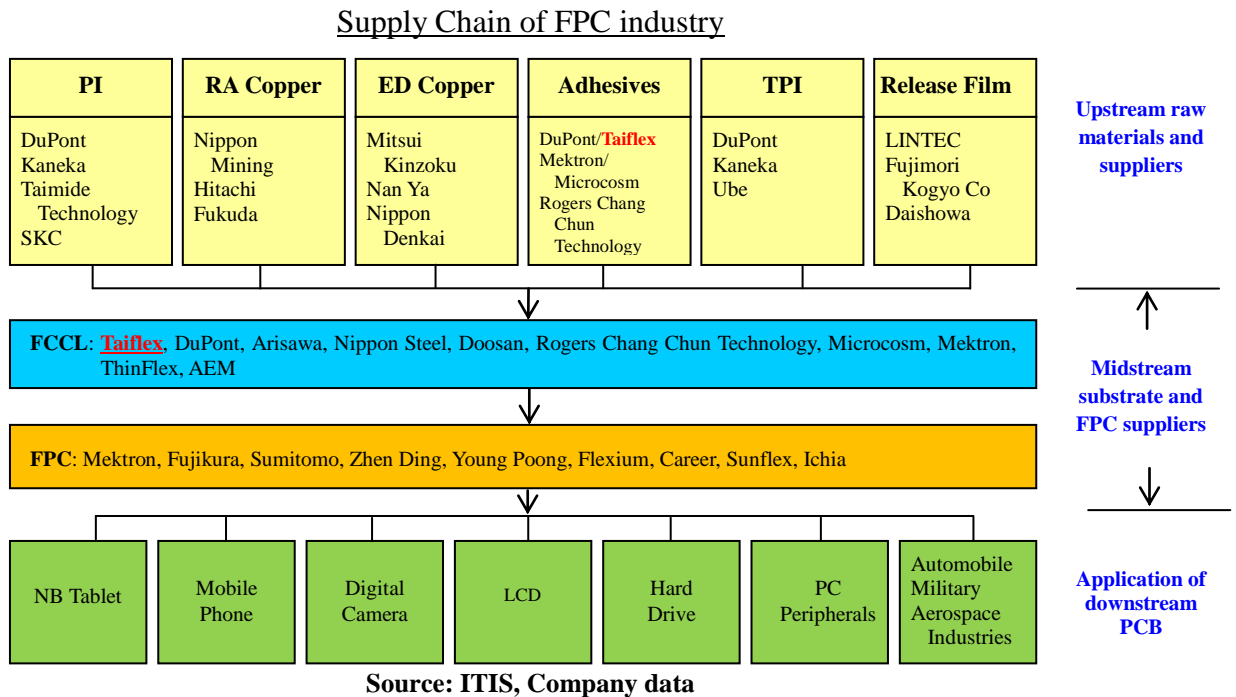 Supply Chain of FPC industry
PI
DuPont
Kaneka
Taimide
Technology
SKC
RA Copper
Nippon
Mining
Hitachi
Fukuda
ED Copper
Mitsui
Kinzoku
Nan Ya
Nippon
Denkai
Adhesives
DuPont/Taiflex
Mektron/
Microcosm
Rogers Chang
Chun
Technology
TPI
DuPont
Kaneka
Ube
Release Film
LINTEC
Fujimori
Kogyo Co
Daishowa
Upstream raw
materials and
suppliers
FCCL: Taiflex, DuPont, Arisawa, Nippon Steel, Doosan, Rogers Chang Chun Technology, Microcosm, Mektron,
ThinFlex, AEM
Midstream
substrate and
FPC suppliers
FPC: Mektron, Fujikura, Sumitomo, Zhen Ding, Young Poong, Flexium, Career, Sunflex, Ichia
NB Tablet
Mobile
Phone
Digital
Camera
LCD
Hard
Drive
PC
Peripherals
Automobile
Military
Aerospace
Industries
Application of
downstream
PCB
Source: ITIS, Company data